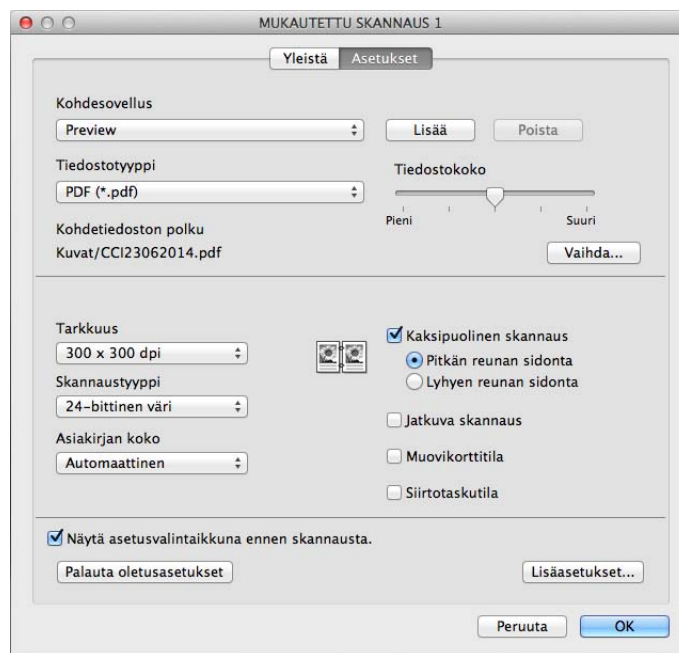 MUKAUTETTU SKANNAUS 1
Yleistä Asetukset
Kohdesovellus
Preview Lisää Poista
Tiedostotyyppi Tiedostokoko
PDF (*.pdf)
Pieni Suuri
Kohdetiedoston polku
Kuvat/CCI23062014.pdf Vaihda...
Tarkkuus
300 x 300 dpi
Skannaustyyppi
24-bittinen väri
Asiakirjan koko
Automaattinen
Kaksipuolinen skannaus
Pitkän reunan sidonta
Lyhyen reunan sidonta
Jatkuva skannaus
Muovikorttitila
Siirtotaskutila
Näytä asetusvalintaikkuna ennen skannausta.
Palauta oletusasetukset Lisäasetukset...
Peruuta OK